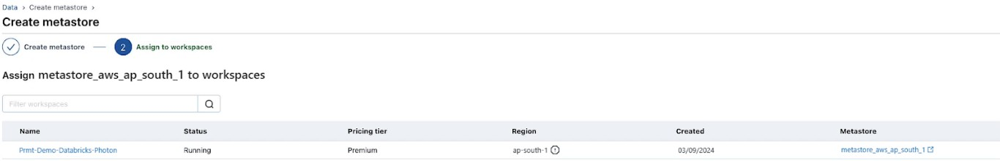 Data > Create metastore >
Create metastore
Create metastore 2 Assign to workspaces
Assign metastore_aws_ap_south_1 to workspaces
Filter workspaces
Name Status Pricing tier Region Created Metastore
Prmt-Demo-Databricks-Photon Running Premium ap-south-1 03/09/2024 metastore_aws_ap_south_1